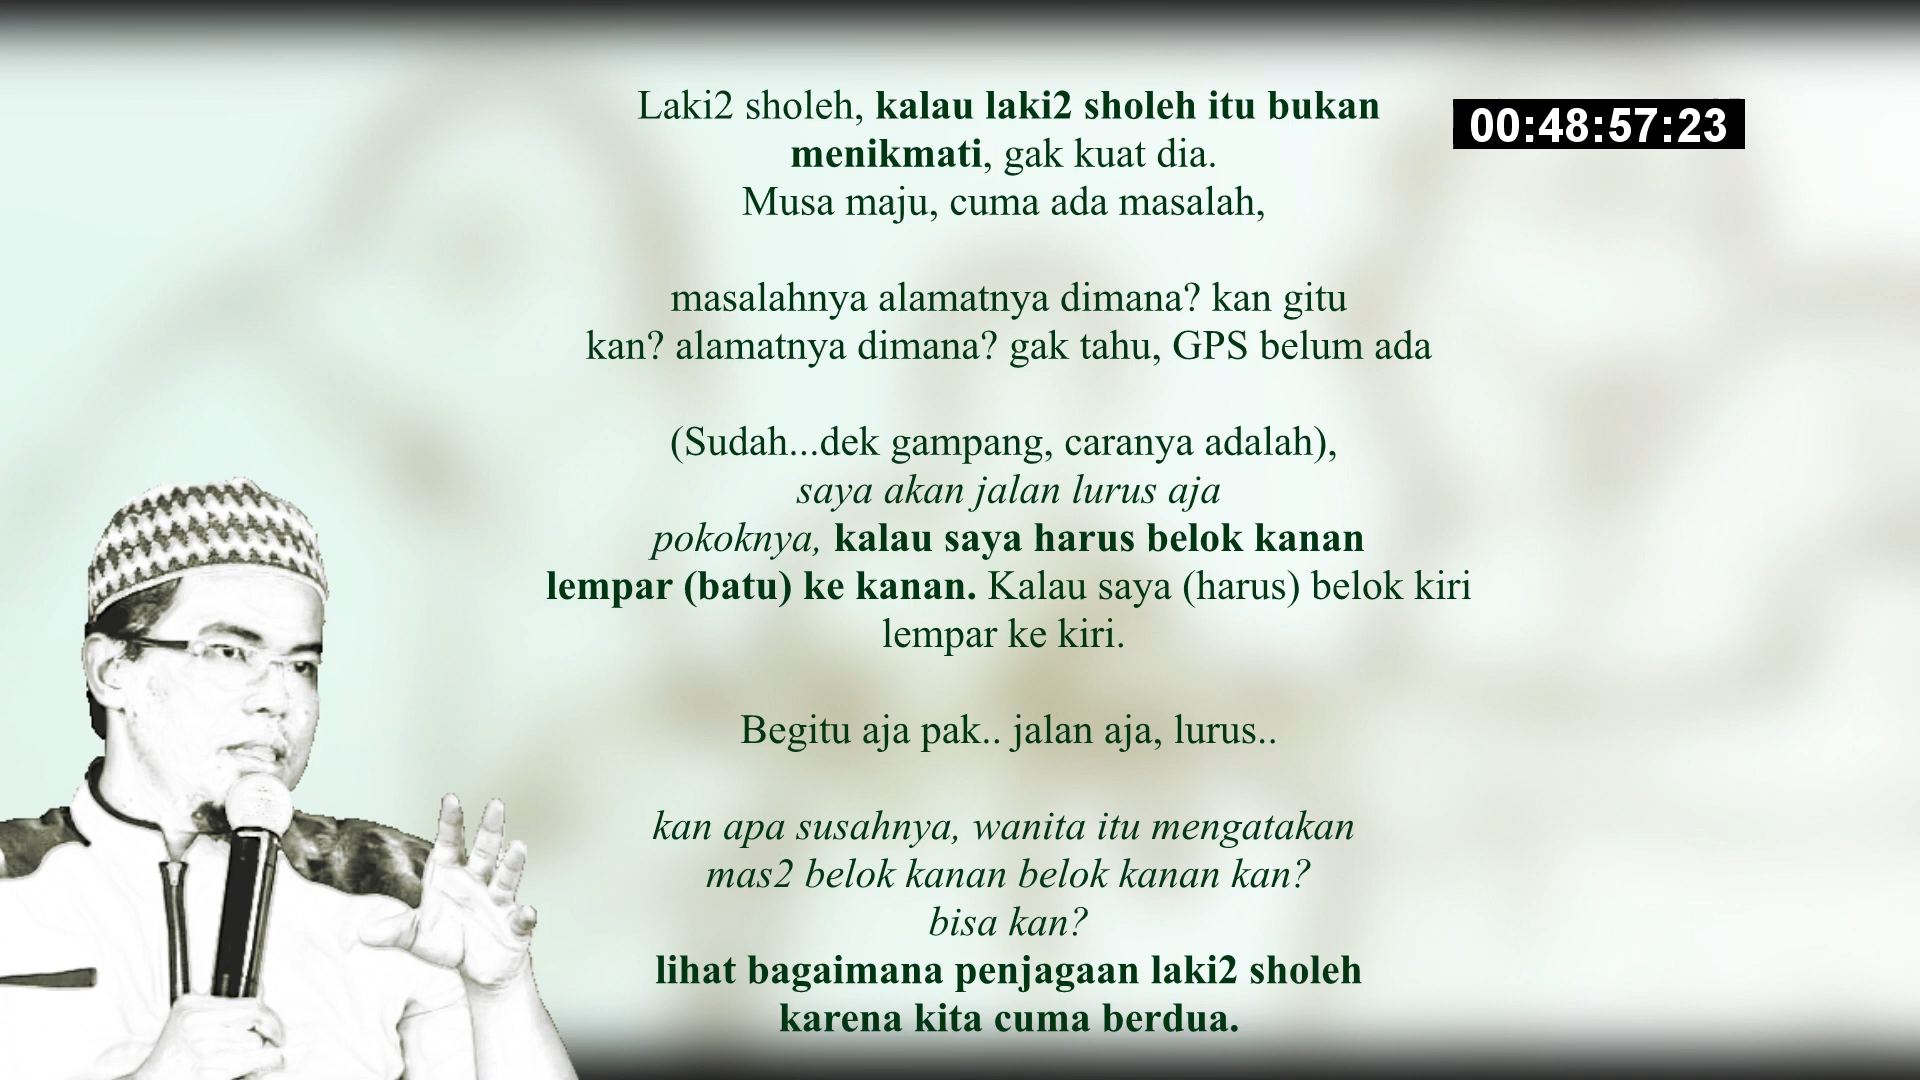 Laki2 sholeh, kalau laki2 sholeh itu bukan
menikmati, gak kuat dia.
Musa maju, cuma ada masalah,
00:48:57:23
masalahnya alamatnya dimana? kan gitu
kan? alamatnya dimana? gak tahu, GPS belum ada
(Sudah...dek gampang, caranya adalah),
saya akan jalan lurus aja
pokoknya, kalau saya harus belok kanan
lempar (batu) ke kanan. Kalau saya (harus) belok kiri
lempar ke kiri.
Begitu aja pak.. jalan aja, lurus..
kan apa susahnya, wanita itu mengatakan
mas2 belok kanan belok kanan kan?
bisa kan?
lihat bagaimana penjagaan laki2 sholeh
karena kita cuma berdua.